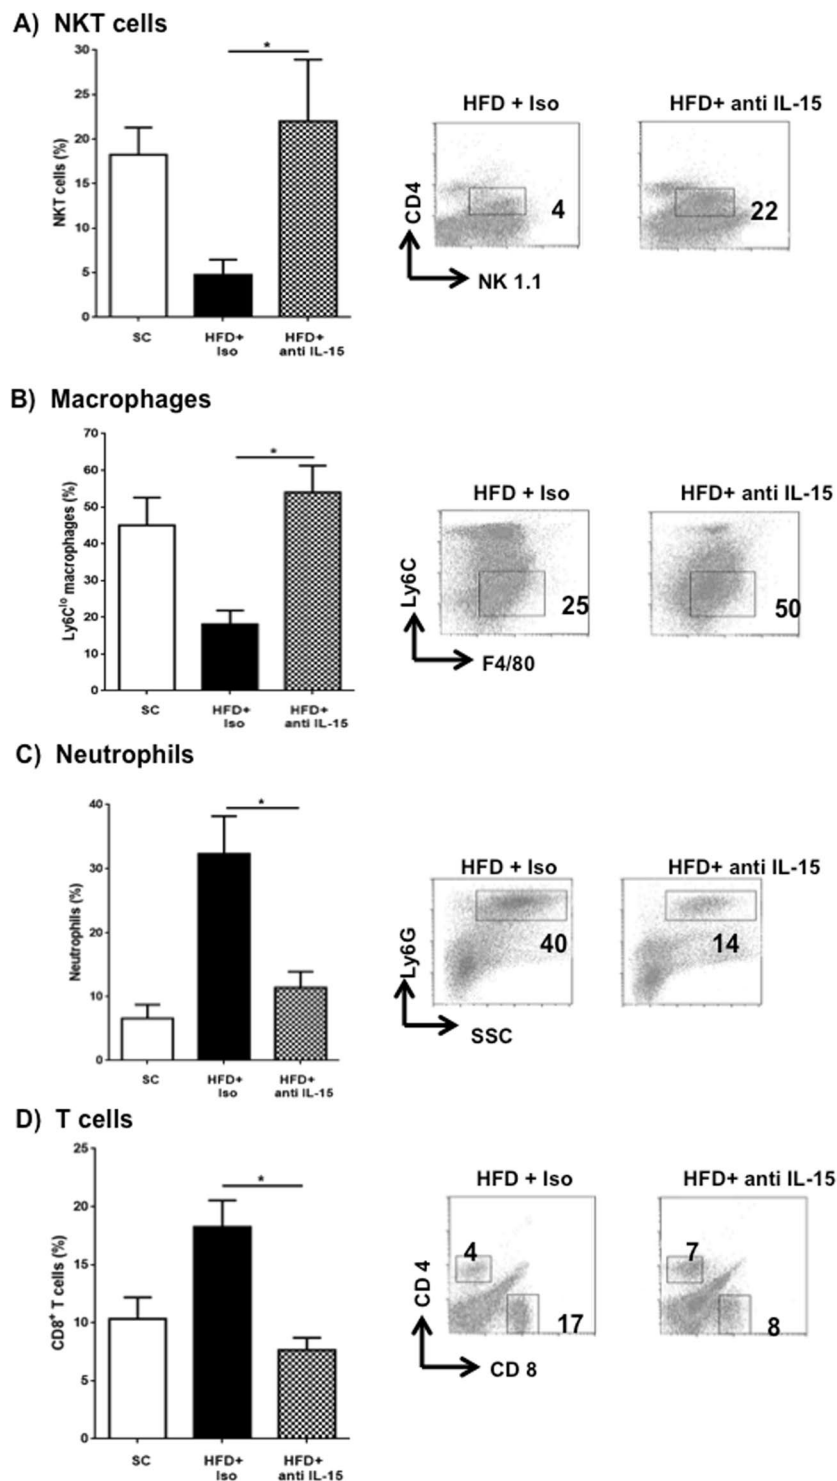 A) NKT cells
30
25
20
15
10
5
0
NKT cells (%)
*
SC
HFD+
Iso
HFD+
anti IL-15
HFD + Iso
HFD+ anti IL-15
CD4
NK 1.1
4
22
B) Macrophages
70
60
50
40
30
20
10
0
Ly6Cˡᵒ macrophages (%)
*
SC
HFD+
Iso
HFD+
anti IL-15
HFD + Iso
HFD+ anti IL-15
Ly6C
F4/80
25
50
C) Neutrophils
40
30
20
10
0
Neutrophils (%)
*
SC
HFD+
Iso
HFD+
anti IL-15
HFD + Iso
HFD+ anti IL-15
Ly6G
SSC
40
14
D) T cells
25
20
15
10
5
0
CD8⁺ T cells (%)
*
SC
HFD+
Iso
HFD+
anti IL-15
HFD + Iso
HFD+ anti IL-15
CD 4
CD 8
4
17
7
8